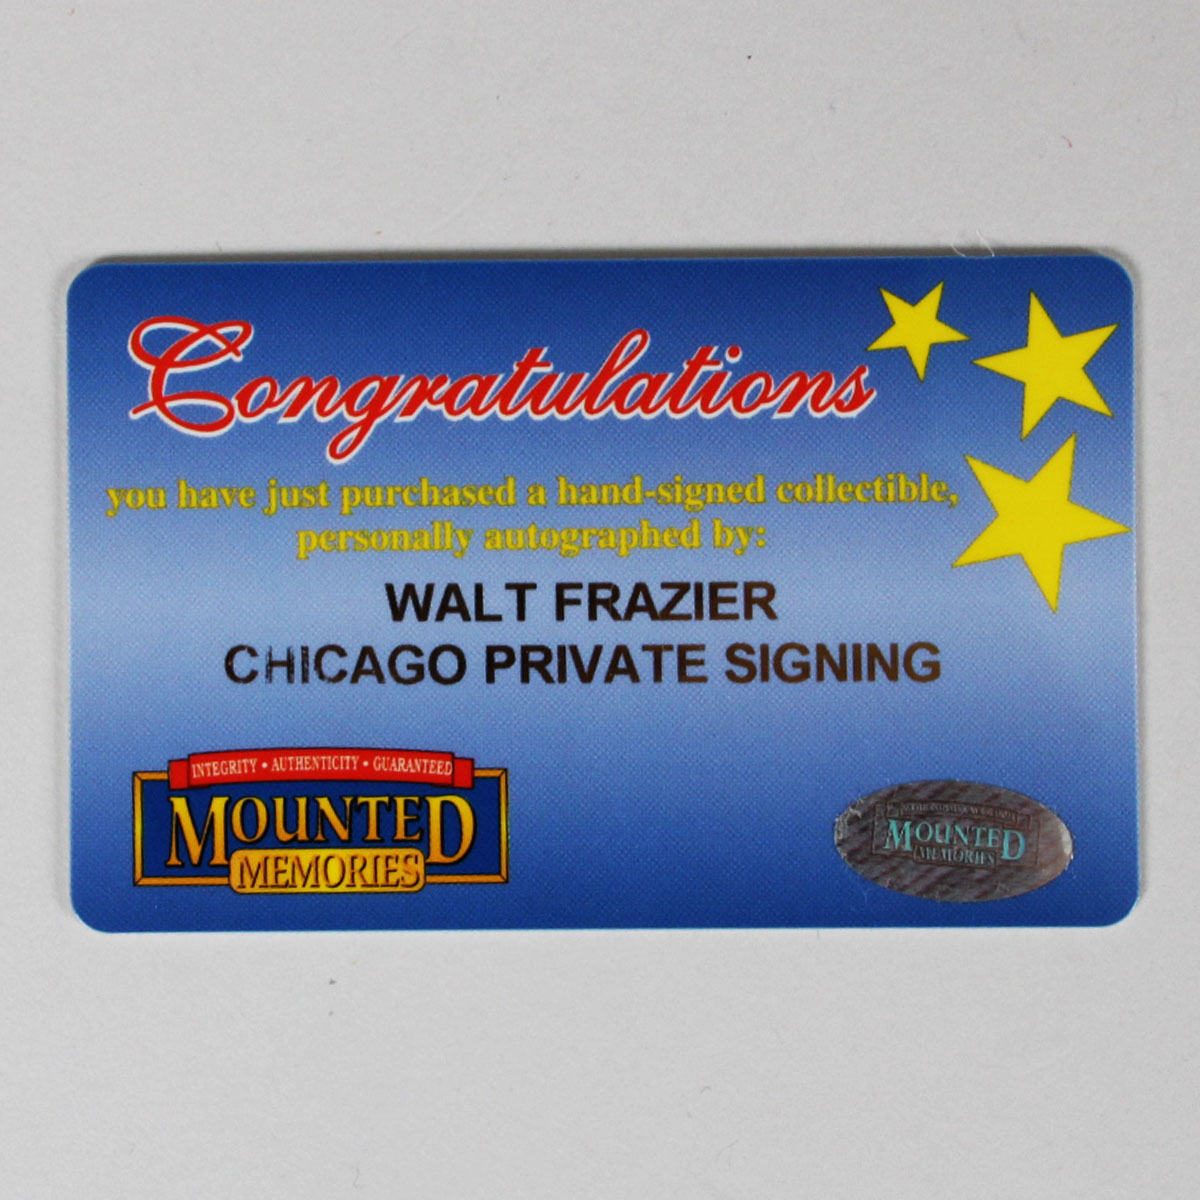 Congratulations
you have just purchased a hand-signed collectible,
personally autographed by:
WALT FRAZIER
CHICAGO PRIVATE SIGNING
INTEGRITY • AUTHENTICITY • GUARANTEED
MOUNTED
MEMORIES
MOUNTED
MEMORIES